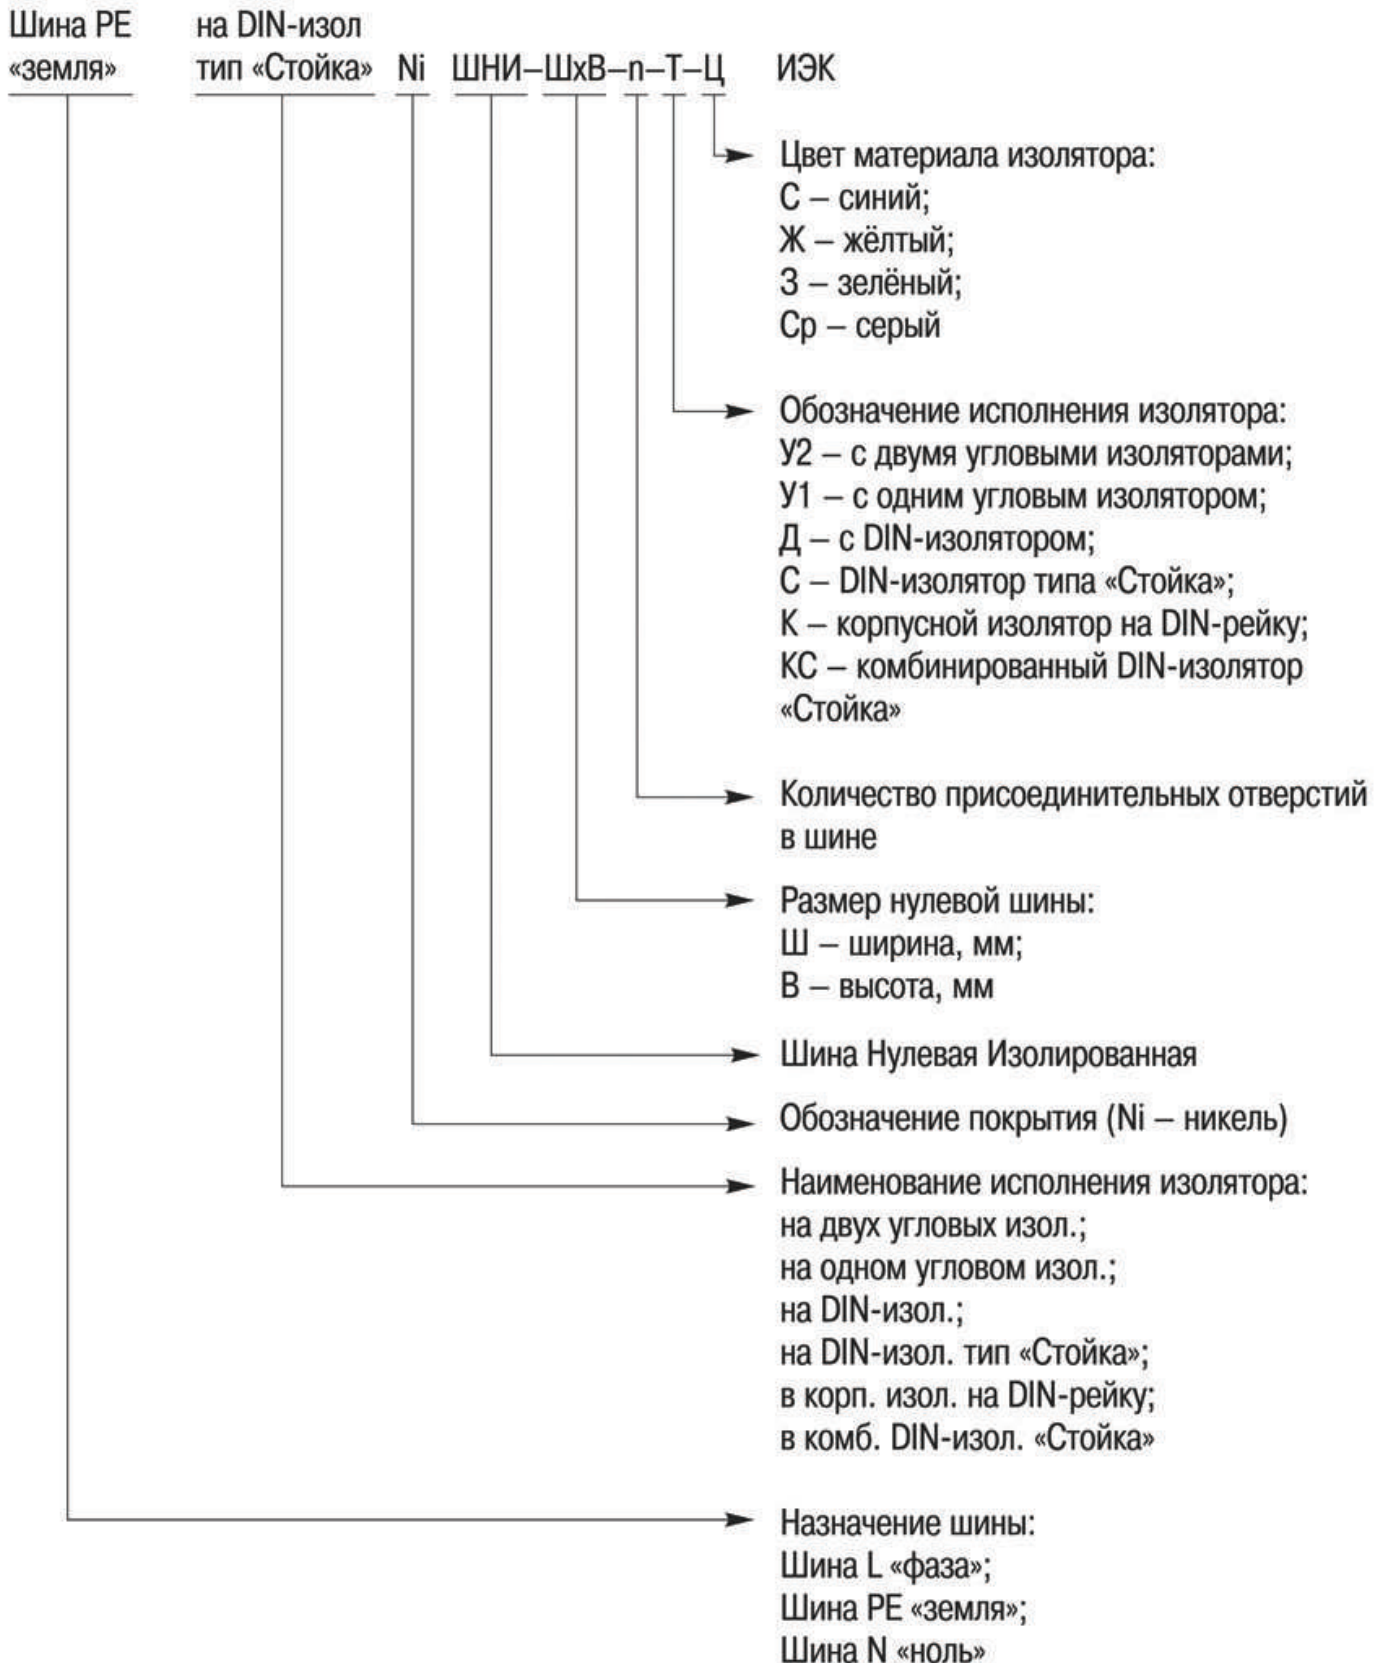 Шина PE на DIN-изол
«земля» тип «Стойка» Ni ШНИ–ШхВ–n–Т–Ц ИЭК
Цвет материала изолятора:
С – синий;
Ж – жёлтый;
З – зелёный;
Ср – серый
Обозначение исполнения изолятора:
У2 – с двумя угловыми изоляторами;
У1 – с одним угловым изолятором;
Д – с DIN-изолятором;
С – DIN-изолятор типа «Стойка»;
К – корпусной изолятор на DIN-рейку;
КС – комбинированный DIN-изолятор
«Стойка»
Количество присоединительных отверстий
в шине
Размер нулевой шины:
Ш – ширина, мм;
В – высота, мм
Шина Нулевая Изолированная
Обозначение покрытия (Ni – никель)
Наименование исполнения изолятора:
на двух угловых изол.;
на одном угловом изол.;
на DIN-изол.;
на DIN-изол. тип «Стойка»;
в корп. изол. на DIN-рейку;
в комб. DIN-изол. «Стойка»
Назначение шины:
Шина L «фаза»;
Шина PE «земля»;
Шина N «ноль»